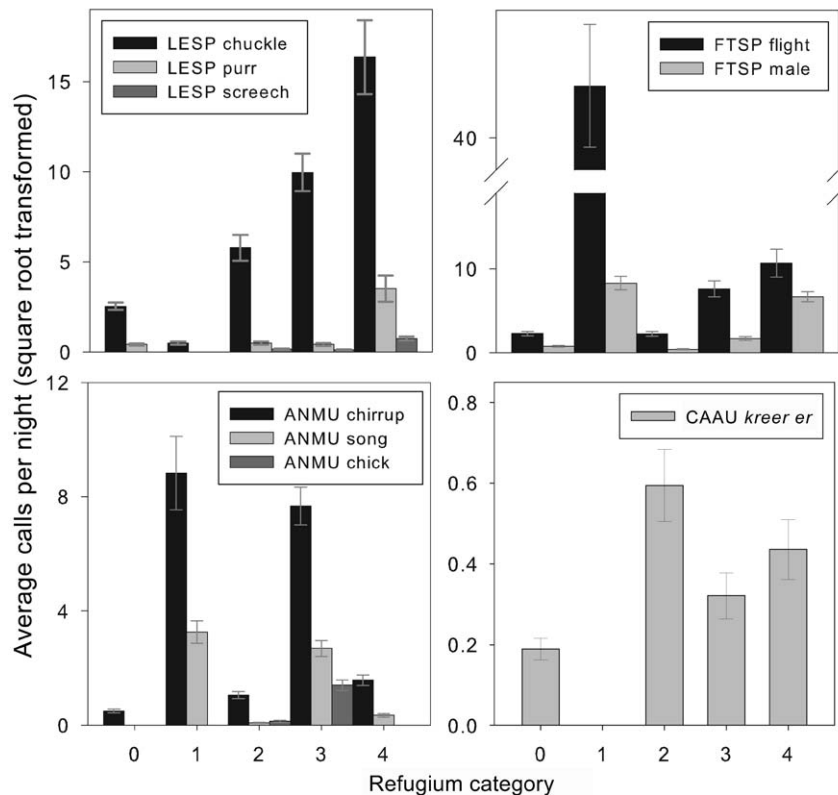 LESP chuckle
LESP purr
LESP screech
15
10
5
0
FTSP flight
FTSP male
40
10
0
Average calls per night (square root transformed)
ANMU chirrup
ANMU song
ANMU chick
12
8
4
0
0 1 2 3 4
CAAU kreer er
0.8
0.6
0.4
0.2
0.0
0 1 2 3 4
Refugium category